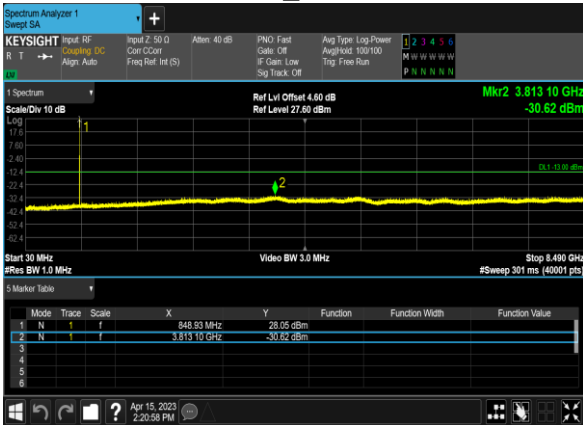 Spectrum Analyzer 1
Swept SA
KEYSIGHT Input: RF Input Z: 50 Ω Atten: 40 dB PNO: Fast Avg Type: Log-Power 1 2 3 4 5 6
R T Coupling: DC Corr CCorr Gate: Off Avg|Hold: 100/100 M W W W W W
Align: Auto Freq Ref: Int (S) IF Gain: Low Trig: Free Run
LW Sig Track: Off P N N N N N
1 Spectrum Ref Lvl Offset 4.60 dB Mkr2 3.813 10 GHz
Scale/Div 10 dB Ref Level 27.60 dBm -30.62 dBm
Log
17.6
7.60
-2.40
-12.4
-22.4
-32.4
-42.4
-52.4
-62.4
1
2
DL1 -13.00 dBm
Start 30 MHz Video BW 3.0 MHz Stop 8.490 GHz
#Res BW 1.0 MHz #Sweep 301 ms (40001 pts)
5 Marker Table
Mode Trace Scale X Y Function Function Width Function Value
1 N 1 f 848.93 MHz 28.05 dBm
2 N 1 f 3.813 10 GHz -30.62 dBm
3
4
5
6
? Apr 15, 2023
2:20:58 PM